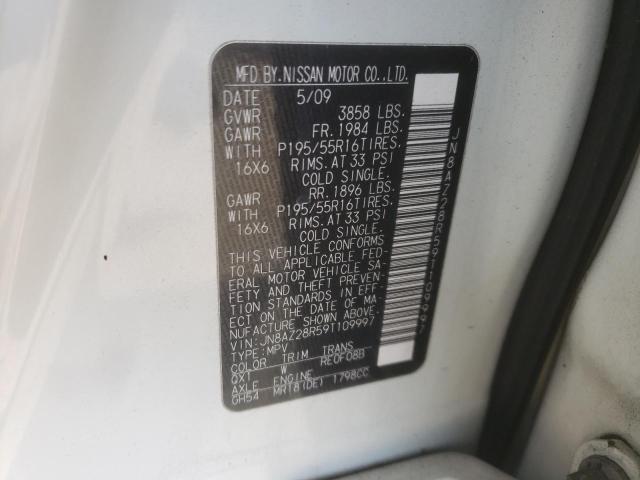 MFD BY.NISSAN MOTOR CO.,LTD.
DATE 5/09
GVWR 3858 LBS.
GAWR FR. 1984 LBS.
WITH P195/55R16TIRES.
16X6 RIMS.AT 33 PSI
COLD SINGLE.
GAWR RR. 1896 LBS.
WITH P195/55R16TIRES.
16X6 RIMS.AT 33 PSI
COLD SINGLE.
THIS VEHICLE CONFORMS
TO ALL APPLICABLE FED-
ERAL MOTOR VEHICLE SA-
FETY AND THEFT PREVEN-
TION STANDARDS IN EFF-
ECT ON THE DATE OF MA-
NUFACTURE SHOWN ABOVE.
VIN:JN8AZ28R59T109997
TYPE:MPV
COLOR TRIM TRANS
QX1 W RE0F08B
AXLE ENGINE
GH54 MR18(DE) 1798CC
JN8AZ28R59T109997